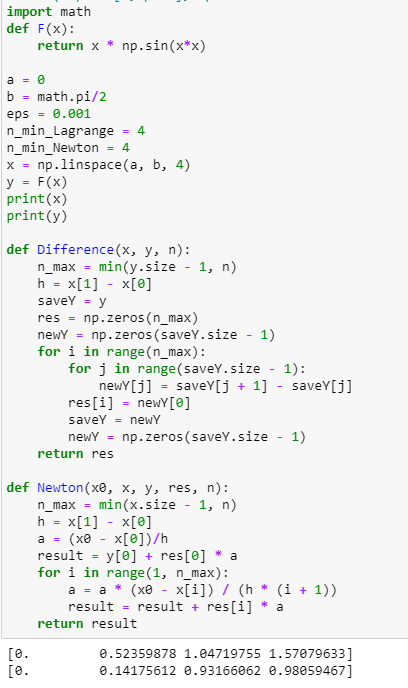 import math
def F(x):
    return x * np.sin(x*x)

a = 0
b = math.pi/2
eps = 0.001
n_min_Lagrange = 4
n_min_Newton = 4
x = np.linspace(a, b, 4)
y = F(x)
print(x)
print(y)

def Difference(x, y, n):
    n_max = min(y.size - 1, n)
    h = x[1] - x[0]
    saveY = y
    res = np.zeros(n_max)
    newY = np.zeros(saveY.size - 1)
    for i in range(n_max):
        for j in range(saveY.size - 1):
            newY[j] = saveY[j + 1] - saveY[j]
        res[i] = newY[0]
        saveY = newY
        newY = np.zeros(saveY.size - 1)
    return res

def Newton(x0, x, y, res, n):
    n_max = min(x.size - 1, n)
    h = x[1] - x[0]
    a = (x0 - x[0])/h
    result = y[0] + res[0] * a
    for i in range(1, n_max):
        a = a * (x0 - x[i]) / (h * (i + 1))
        result = result + res[i] * a
    return result

[0.         0.52359878 1.04719755 1.57079633]
[0.         0.14175612 0.93166062 0.98059467]